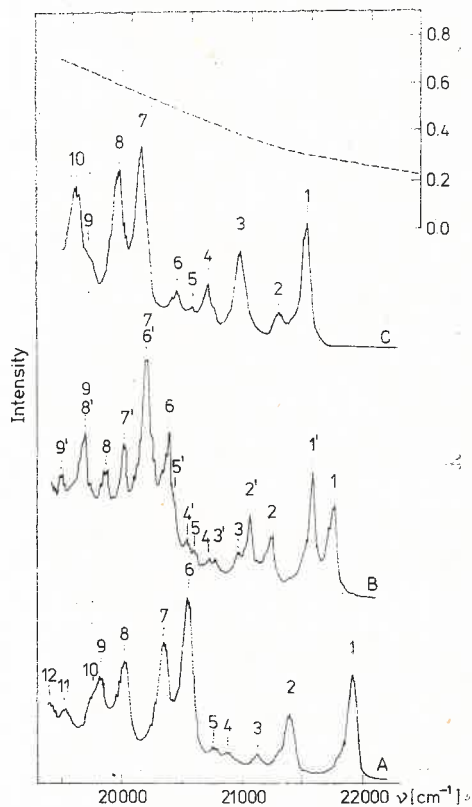 0.8
0.6
0.4
0.2
0.0
10 9 8 7 6 5 4 3 2 1
C
Intensity
9' 9 8' 8 7' 7 6' 6 5' 4' 5 4 3' 3 2' 2 1' 1
B
12 11 10 9 8 7 6 5 4 3 2 1
A
20000 21000 22000 ν[cm⁻¹]